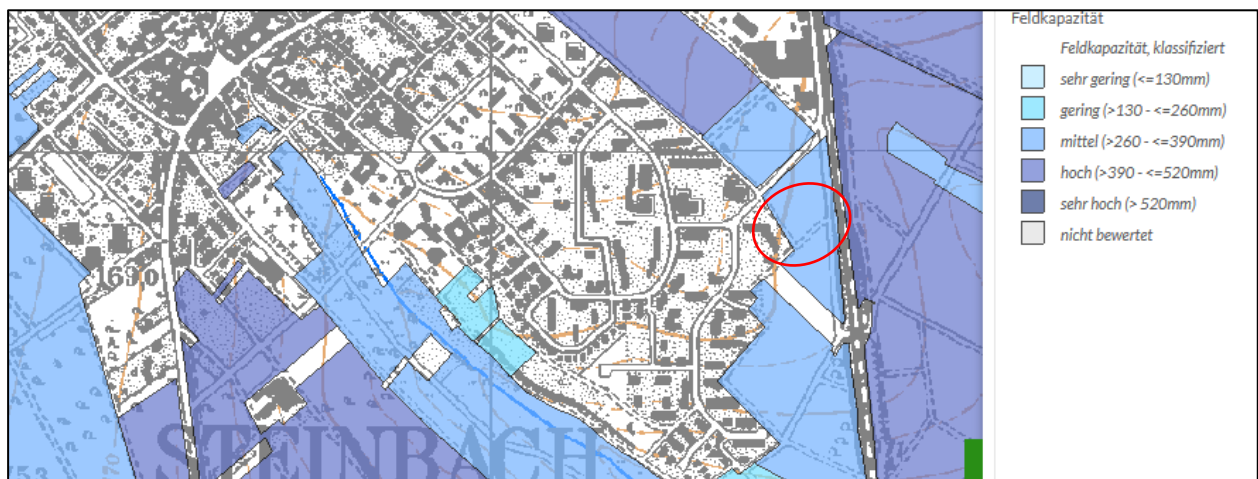 Feldkapazität
Feldkapazität, klassifiziert
sehr gering (<=130mm)
gering (>130 - <=260mm)
mittel (>260 - <=390mm)
hoch (>390 - <=520mm)
sehr hoch (> 520mm)
nicht bewertet
STEINBACH